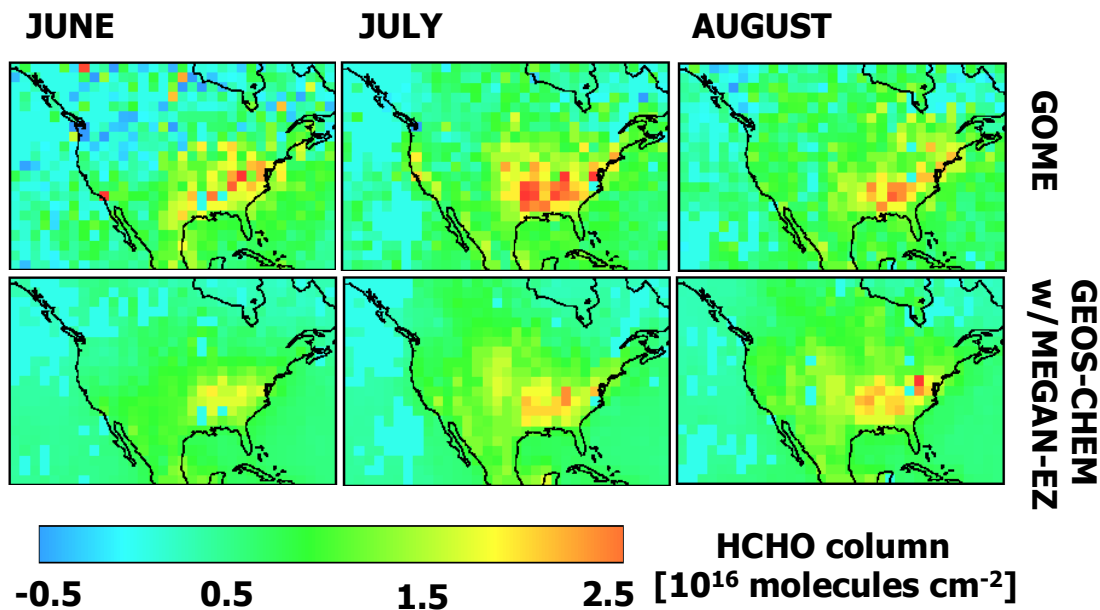 JUNE
JULY
AUGUST
GOME
GEOS-CHEM
w/MEGAN-EZ
-0.5
0.5
1.5
2.5
HCHO column
[10¹⁶ molecules cm⁻²]